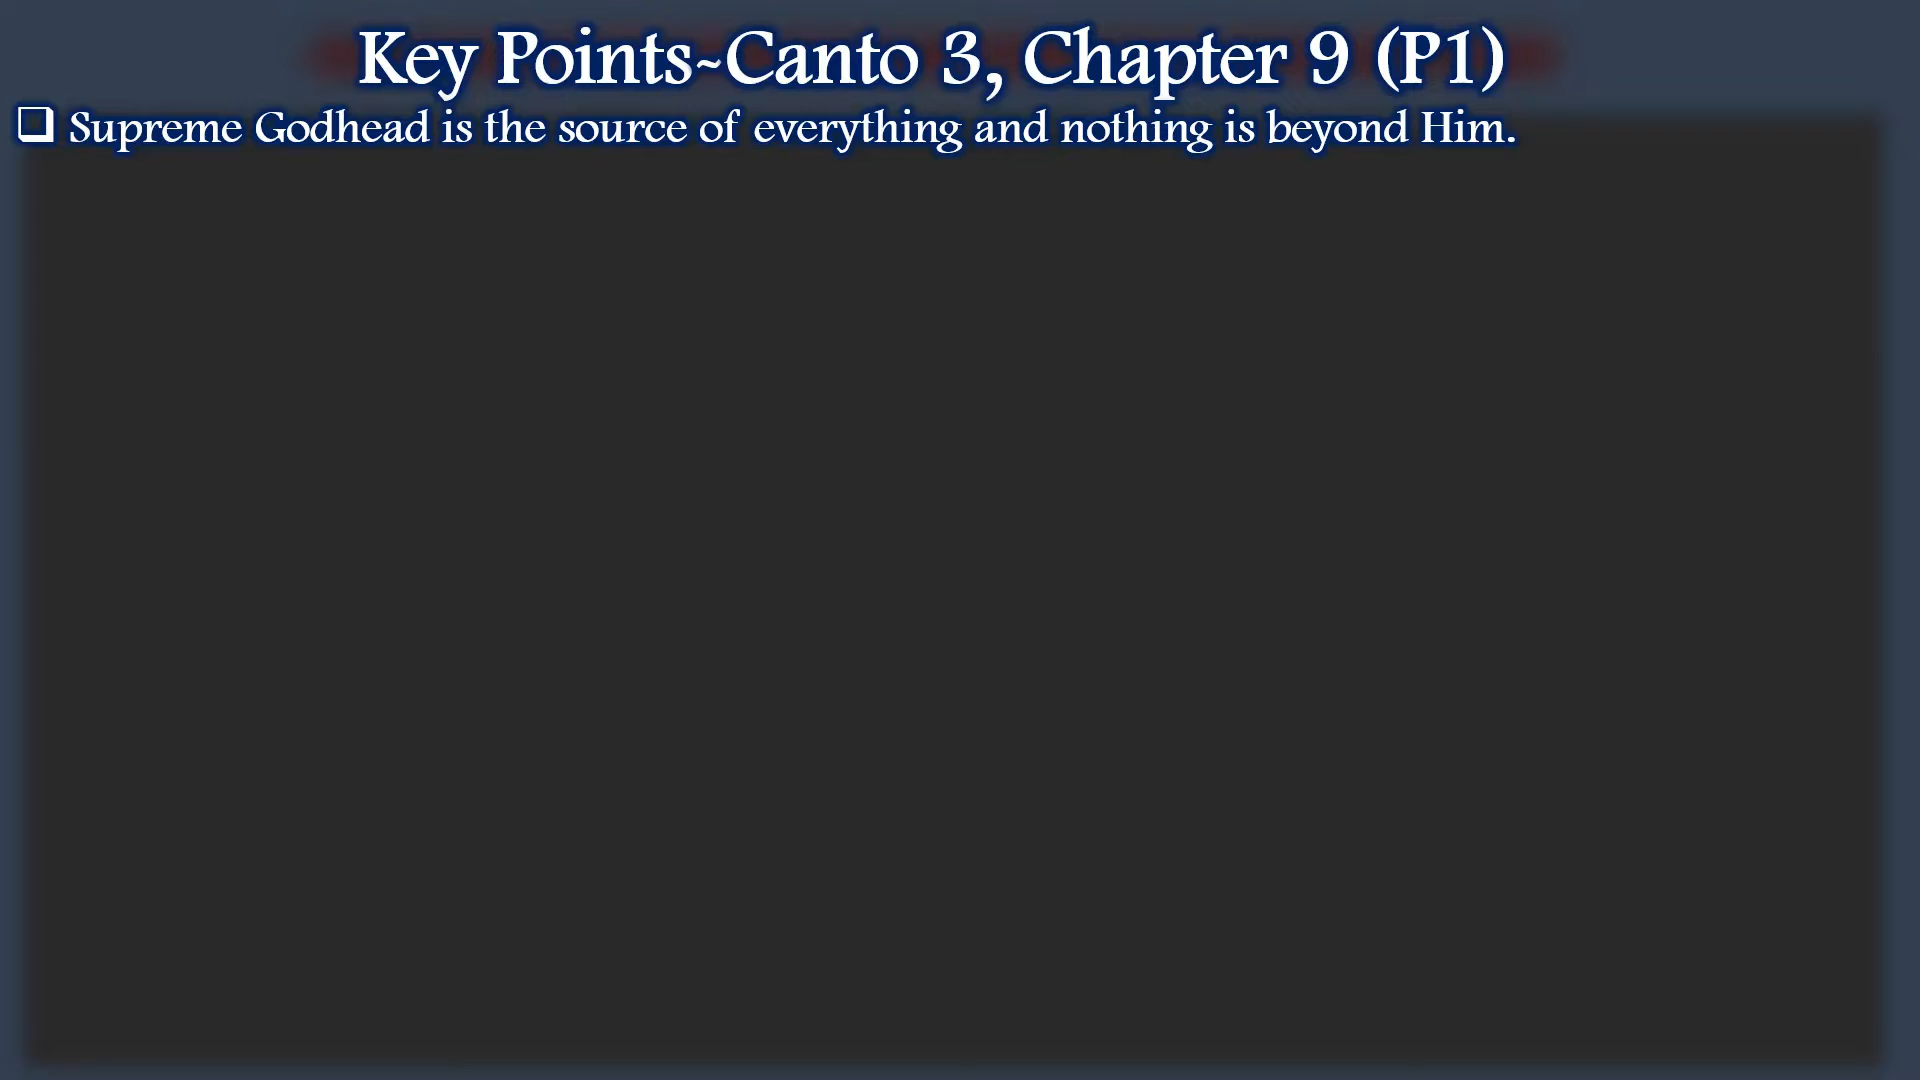 Key Points~Canto 3, Chapter 9 (P1)
❑ Supreme Godhead is the source of everything and nothing is beyond Him.